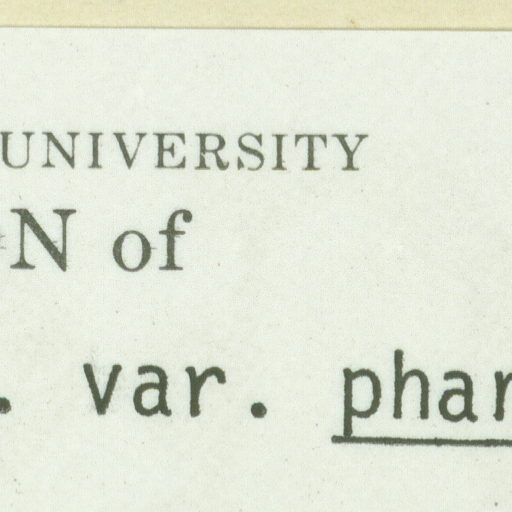 UNIVERSITY
N of
. var. phar